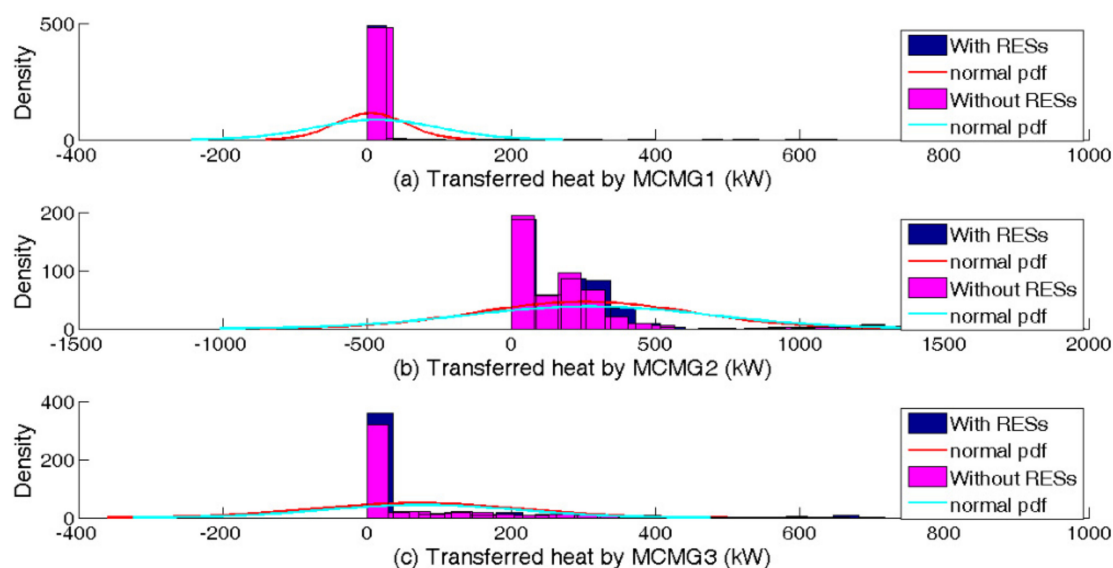 500
0
Density
With RESs
normal pdf
Without RESs
normal pdf
-400 -200 0 200 400 600 800 1000
(a) Transferred heat by MCMG1 (kW)
200
100
0
Density
With RESs
normal pdf
Without RESs
normal pdf
-1500 -1000 -500 0 500 1000 1500 2000
(b) Transferred heat by MCMG2 (kW)
400
200
0
Density
With RESs
normal pdf
Without RESs
normal pdf
-400 -200 0 200 400 600 800 1000
(c) Transferred heat by MCMG3 (kW)